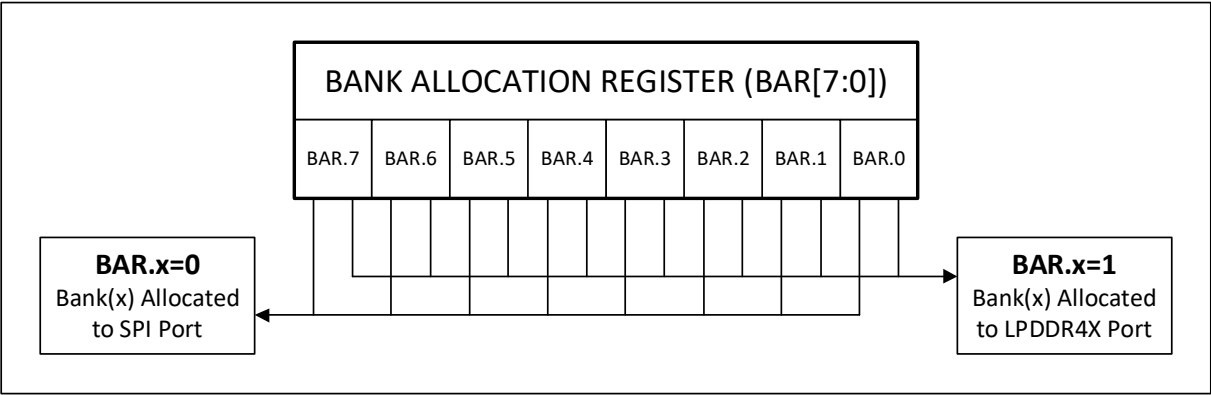 BANK ALLOCATION REGISTER (BAR[7:0])
BAR.7 BAR.6 BAR.5 BAR.4 BAR.3 BAR.2 BAR.1 BAR.0
BAR.x=0
Bank(x) Allocated
to SPI Port
BAR.x=1
Bank(x) Allocated
to LPDDR4X Port